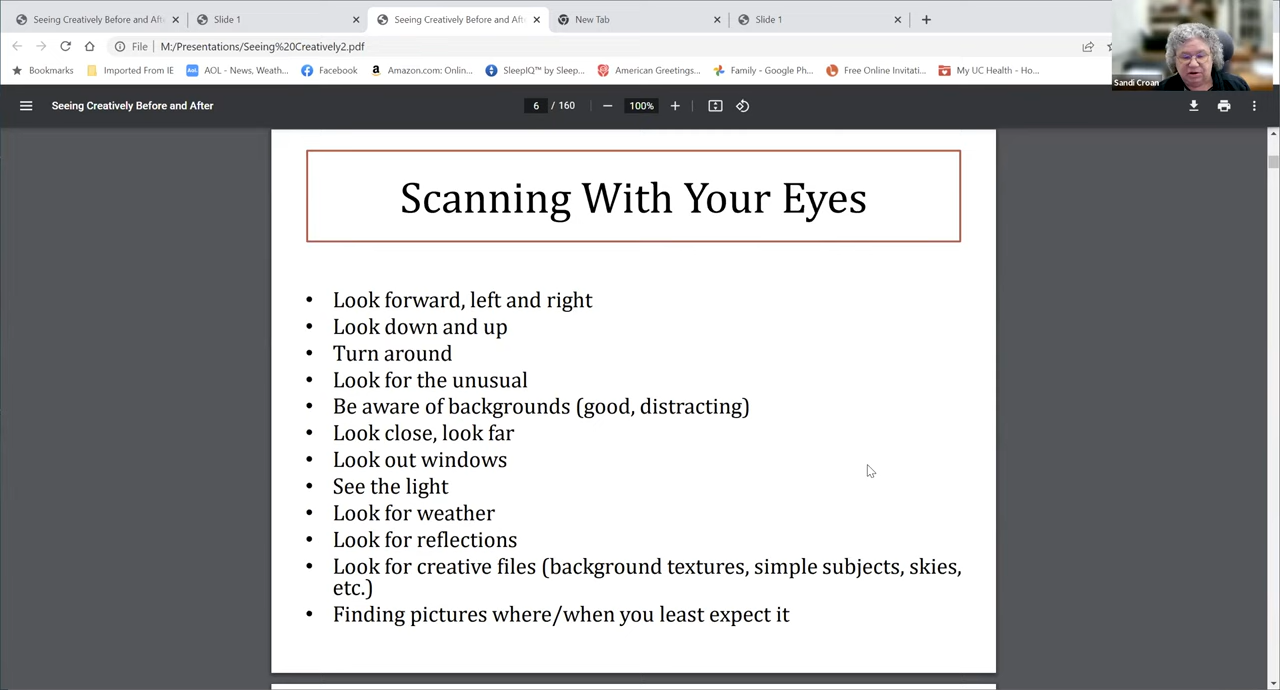 Seeing Creatively Before and Aft
Slide 1
Seeing Creatively Before and Aft
New Tab
Slide 1
File
M:/Presentations/Seeing%20Creatively2.pdf
Bookmarks
Imported From IE
AOL - News, Weath...
Facebook
Amazon.com: Onlin...
SleepIQ™ by Sleep...
American Greetings...
Family - Google Ph...
Free Online Invitati...
My UC Health - Ho...
Sandi Croan
Seeing Creatively Before and After
6 / 160
100%
Scanning With Your Eyes
• Look forward, left and right
• Look down and up
• Turn around
• Look for the unusual
• Be aware of backgrounds (good, distracting)
• Look close, look far
• Look out windows
• See the light
• Look for weather
• Look for reflections
• Look for creative files (background textures, simple subjects, skies,
etc.)
• Finding pictures where/when you least expect it